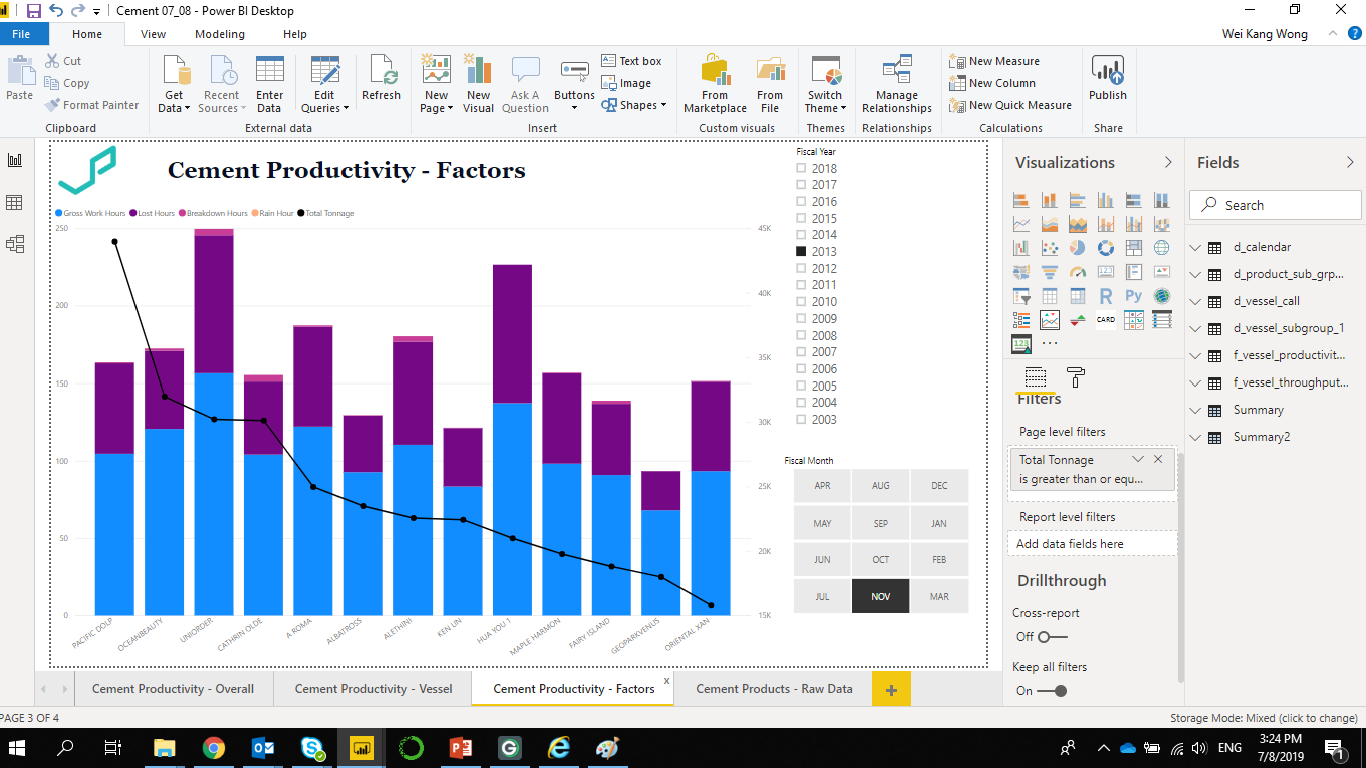 Cement 07_08 - Power BI Desktop
File Home View Modeling Help
Wei Kang Wong
Paste
Cut
Copy
Format Painter
Clipboard
Get Data
Recent Sources
Enter Data
External data
Edit Queries
Refresh
New Page
New Visual
Ask A Question
Buttons
Text box
Image
Shapes
Insert
From Marketplace
From File
Custom visuals
Switch Theme
Themes
Manage Relationships
Relationships
New Measure
New Column
New Quick Measure
Calculations
Publish
Share
Cement Productivity - Factors
Gross Work Hours Lost Hours Breakdown Hours Rain Hour Total Tonnage
250
200
150
100
50
0
45K
40K
35K
30K
25K
20K
15K
PACIFIC DOLP
OCEANBEAUTY
UNIORDER
CATHRIN OLDE
A ROMA
ALBATROSS
ALETHINI
KEN LIN
HUA YOU 1
MAPLE HARMON
FAIRY ISLAND
GEOPARKVENUS
ORIENTAL XAN
Fiscal Year
2018
2017
2016
2015
2014
2013
2012
2011
2010
2009
2008
2007
2006
2005
2004
2003
Fiscal Month
APR AUG DEC
MAY SEP JAN
JUN OCT FEB
JUL NOV MAR
Visualizations
R Py
123
CARD
123
Filters
Page level filters
Total Tonnage
is greater than or equ...
Report level filters
Add data fields here
Drillthrough
Cross-report
Off
Keep all filters
On
Fields
Search
d_calendar
d_product_sub_grp...
d_vessel_call
d_vessel_subgroup_1
f_vessel_productivit...
f_vessel_throughput...
Summary
Summary2
Cement Productivity - Overall
Cement Productivity - Vessel
Cement Productivity - Factors
x
Cement Products - Raw Data
+
PAGE 3 OF 4
Storage Mode: Mixed (click to change)
ENG
3:24 PM
7/8/2019
1